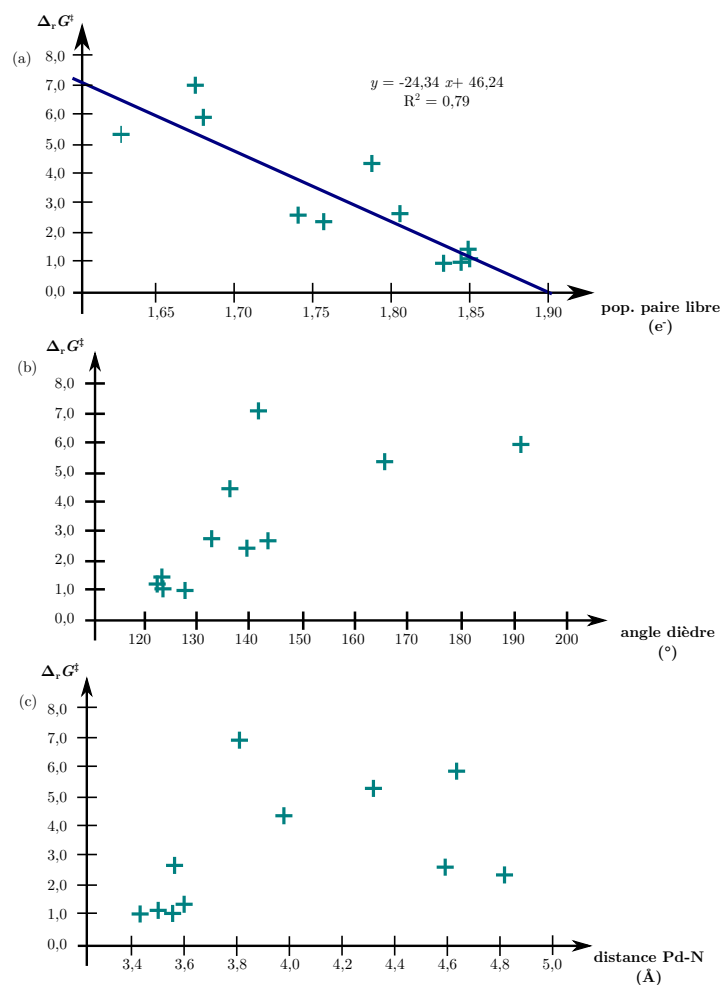 Δ_rG‡
(a)
8,0
7,0
6,0
5,0
4,0
3,0
2,0
1,0
0,0
y = -24,34 x+ 46,24
R² = 0,79
1,65 1,70 1,75 1,80 1,85 1,90
pop. paire libre
(e⁻)
Δ_rG‡
(b)
8,0
7,0
6,0
5,0
4,0
3,0
2,0
1,0
0,0
120 130 140 150 160 170 180 190 200
angle dièdre
(°)
Δ_rG‡
(c)
8,0
7,0
6,0
5,0
4,0
3,0
2,0
1,0
0,0
3,4 3,6 3,8 4,0 4,2 4,4 4,6 4,8 5,0
distance Pd-N
(Å)